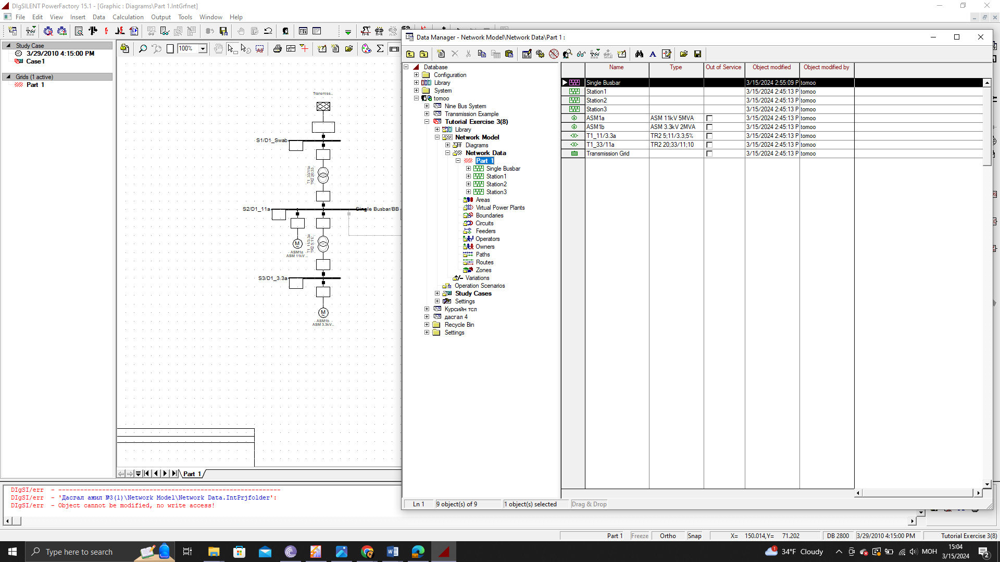 DIgSILENT PowerFactory 15.1 - [Graphic : Diagrams\Part 1.IntGrfnet]
File Edit View Insert Data Calculation Output Tools Window Help
Study Case
3/29/2010 4:15:00 PM
Case1
Grids (1 active)
Part 1
100%
Transmiss..
S1/D1_Swab
T1_33/11a
TR2 20;33..
S2/D1_11a
Single Busbar/BB
T1_11/3.3a
TR2 5;11/..
M
ASM1a
ASM 11kV ..
S3/D1_3.3a
M
ASM1b
ASM 3.3kV..
Part 1
Data Manager - Network Model\Network Data\Part 1 :
Database
Configuration
Library
System
tomoo
Nine Bus System
Transmission Example
Tutorial Exercise 3(8)
Library
Network Model
Diagrams
Network Data
Part 1
Single Busbar
Station1
Station2
Station3
Areas
Virtual Power Plants
Boundaries
Circuits
Feeders
Operators
Owners
Paths
Routes
Zones
Variations
Operation Scenarios
Study Cases
Settings
Курсийн тсл
дасгал 4
Recycle Bin
Settings
Name Type Out of Service Object modified Object modified by
Single Busbar 3/15/2024 2:55:09 P tomoo
Station1 3/15/2024 2:45:13 P tomoo
Station2 3/15/2024 2:45:13 P tomoo
Station3 3/15/2024 2:45:13 P tomoo
ASM1a ASM 11kV 5MVA 3/15/2024 2:45:13 P tomoo
ASM1b ASM 3.3kV 2MVA 3/15/2024 2:45:13 P tomoo
T1_11/3.3a TR2 5;11/3.3;5% 3/15/2024 2:45:13 P tomoo
T1_33/11a TR2 20;33/11;10 3/15/2024 2:45:13 P tomoo
Transmission Grid 3/15/2024 2:45:13 P tomoo
Ln 1 9 object(s) of 9 1 object(s) selected Drag & Drop
DIgSI/err - -------------------------------------------------------------
DIgSI/err - 'Дасгал ажил №3(1)\Network Model\Network Data.IntPrjfolder':
DIgSI/err - Object cannot be modified, no write access!
Part 1 Freeze Ortho Snap X= 150.014,Y= 71.202 DB 2800 3/29/2010 4:15:00 PM Tutorial Exercise 3(8)
Type here to search
1
34°F Cloudy
МОН
15:04
3/15/2024
2